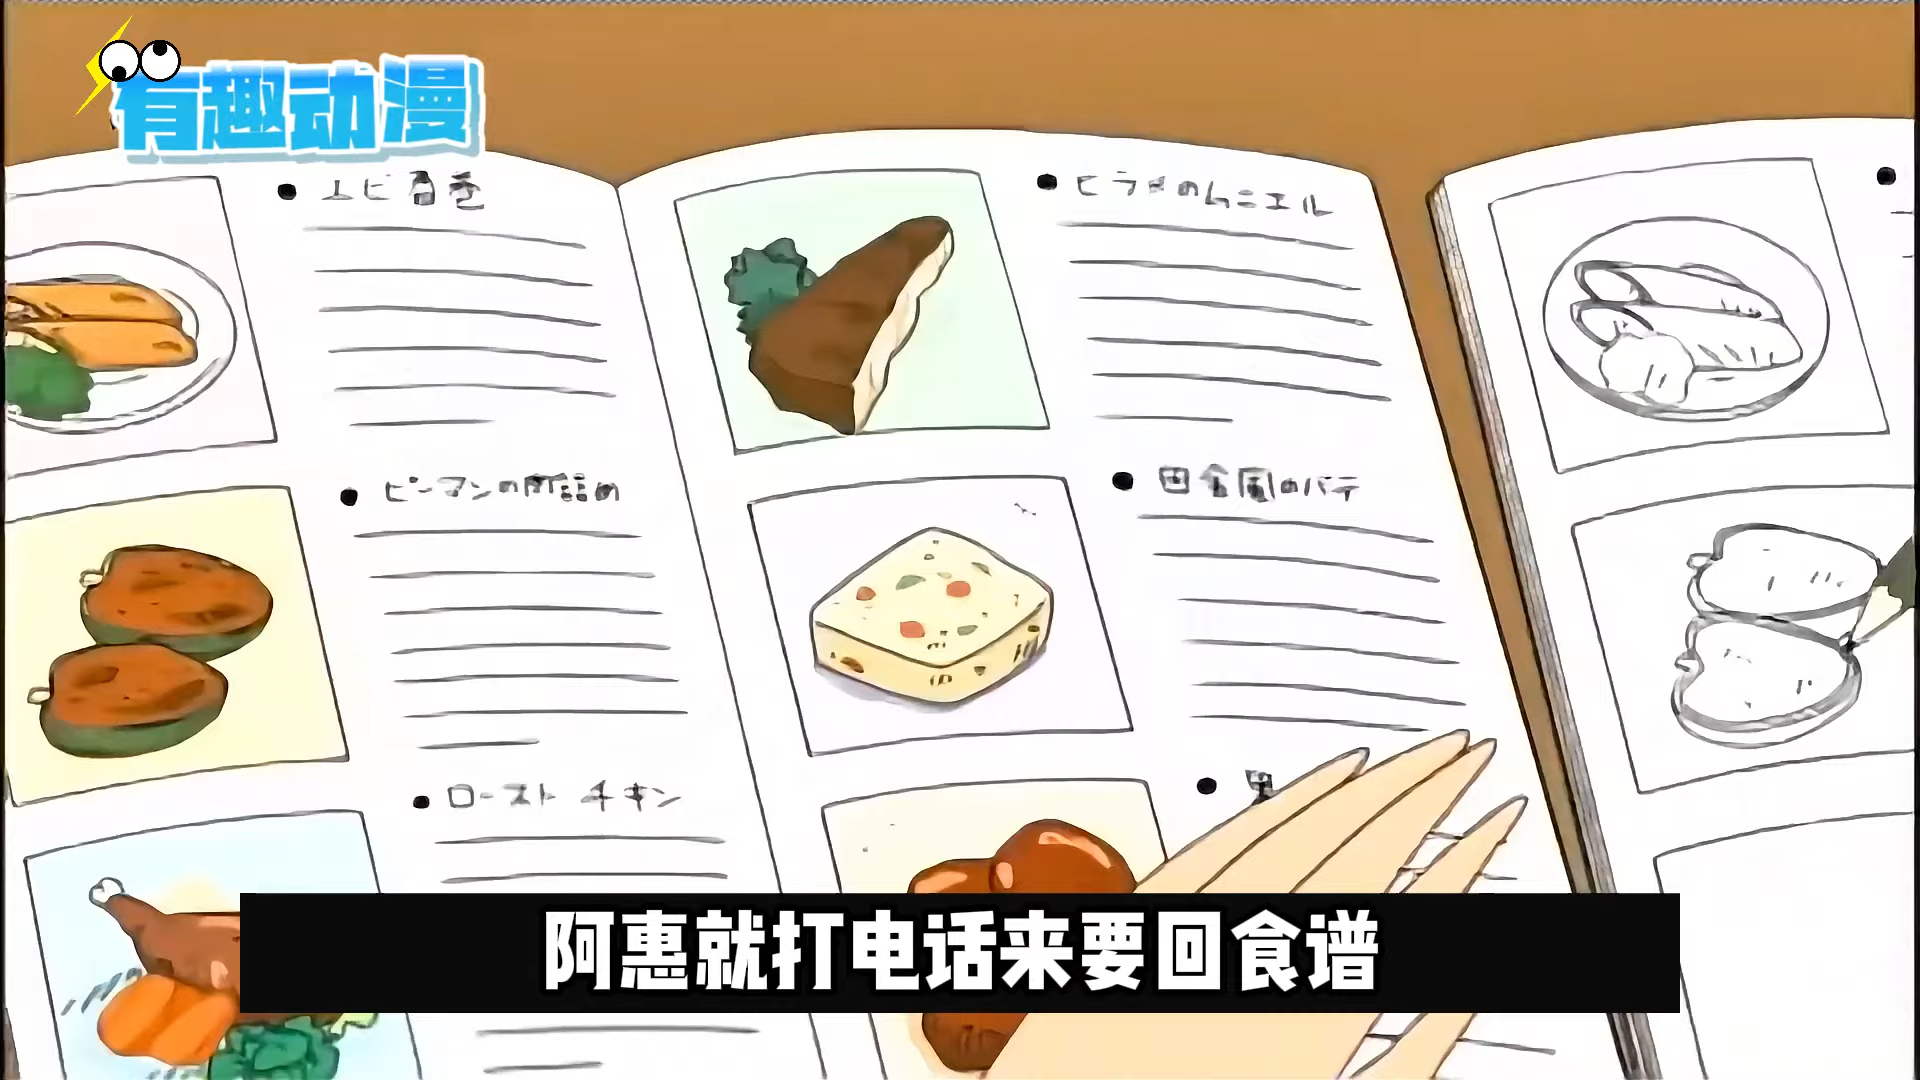 有趣动漫
エビ春巻
ピーマンの肉詰め
ロースト チキン
ヒラメのムニエル
田舎風のパテ
阿惠就打电话来要回食谱